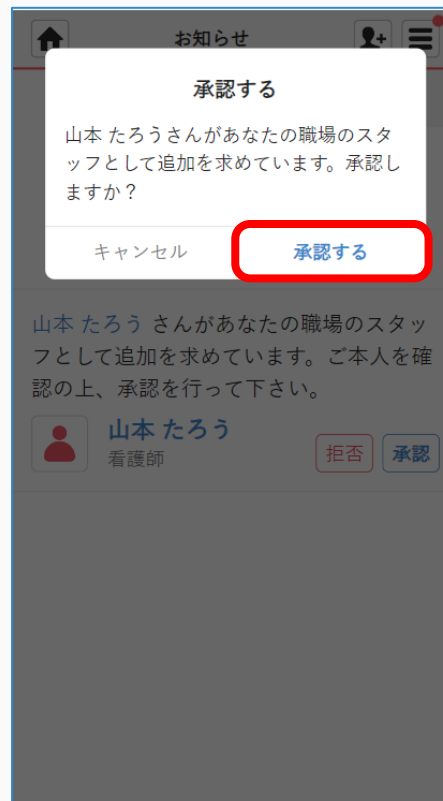 お知らせ
承認する
山本 たろうさんがあなたの職場のスタ
ッフとして追加を求めています。承認し
ますか？
キャンセル
承認する
山本 たろう さんがあなたの職場のスタッ
フとして追加を求めています。ご本人を確
認の上、承認を行って下さい。
山本 たろう
看護師
拒否
承認